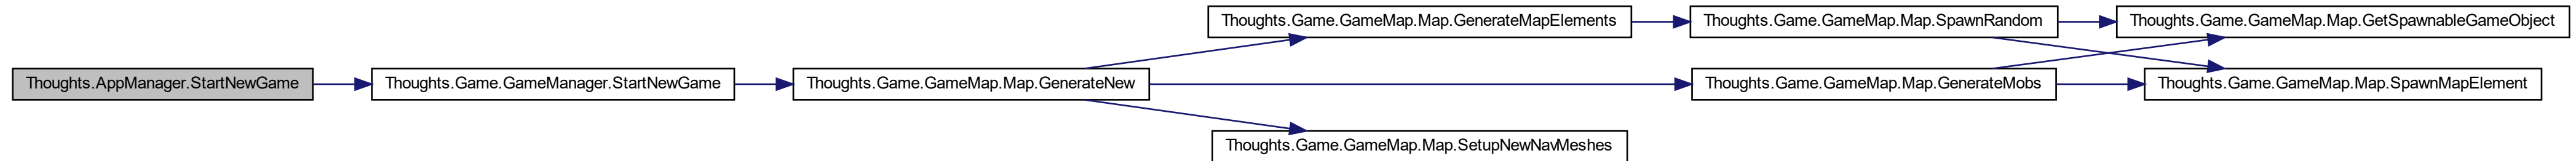 Thoughts.AppManager.StartNewGame
Thoughts.Game.GameManager.StartNewGame
Thoughts.Game.GameMap.Map.GenerateNew
Thoughts.Game.GameMap.Map.GenerateMapElements
Thoughts.Game.GameMap.Map.SpawnRandom
Thoughts.Game.GameMap.Map.GetSpawnableGameObject
Thoughts.Game.GameMap.Map.GenerateMobs
Thoughts.Game.GameMap.Map.SpawnMapElement
Thoughts.Game.GameMap.Map.SetupNewNavMeshes